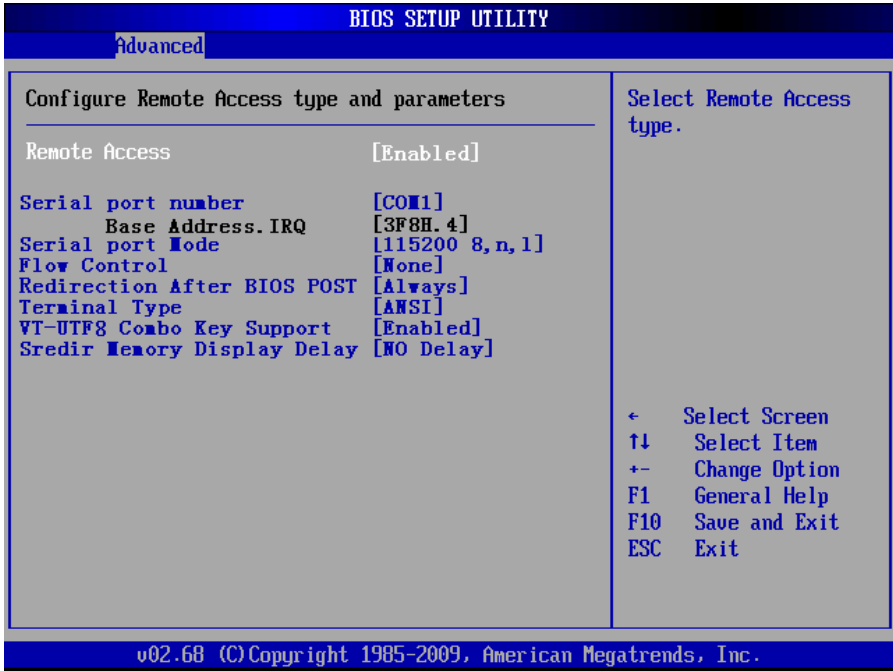 BIOS SETUP UTILITY
Advanced
Configure Remote Access type and parameters
Remote Access [Enabled]
Serial port number [COM1]
Base Address.IRQ [3F8H.4]
Serial port Mode [115200 8,n,1]
Flow Control [None]
Redirection After BIOS POST [Always]
Terminal Type [ANSI]
VT-UTF8 Combo Key Support [Enabled]
Sredir Memory Display Delay [NO Delay]
Select Remote Access
type.
← Select Screen
↑↓ Select Item
+- Change Option
F1 General Help
F10 Save and Exit
ESC Exit
v02.68 (C)Copyright 1985-2009, American Megatrends, Inc.